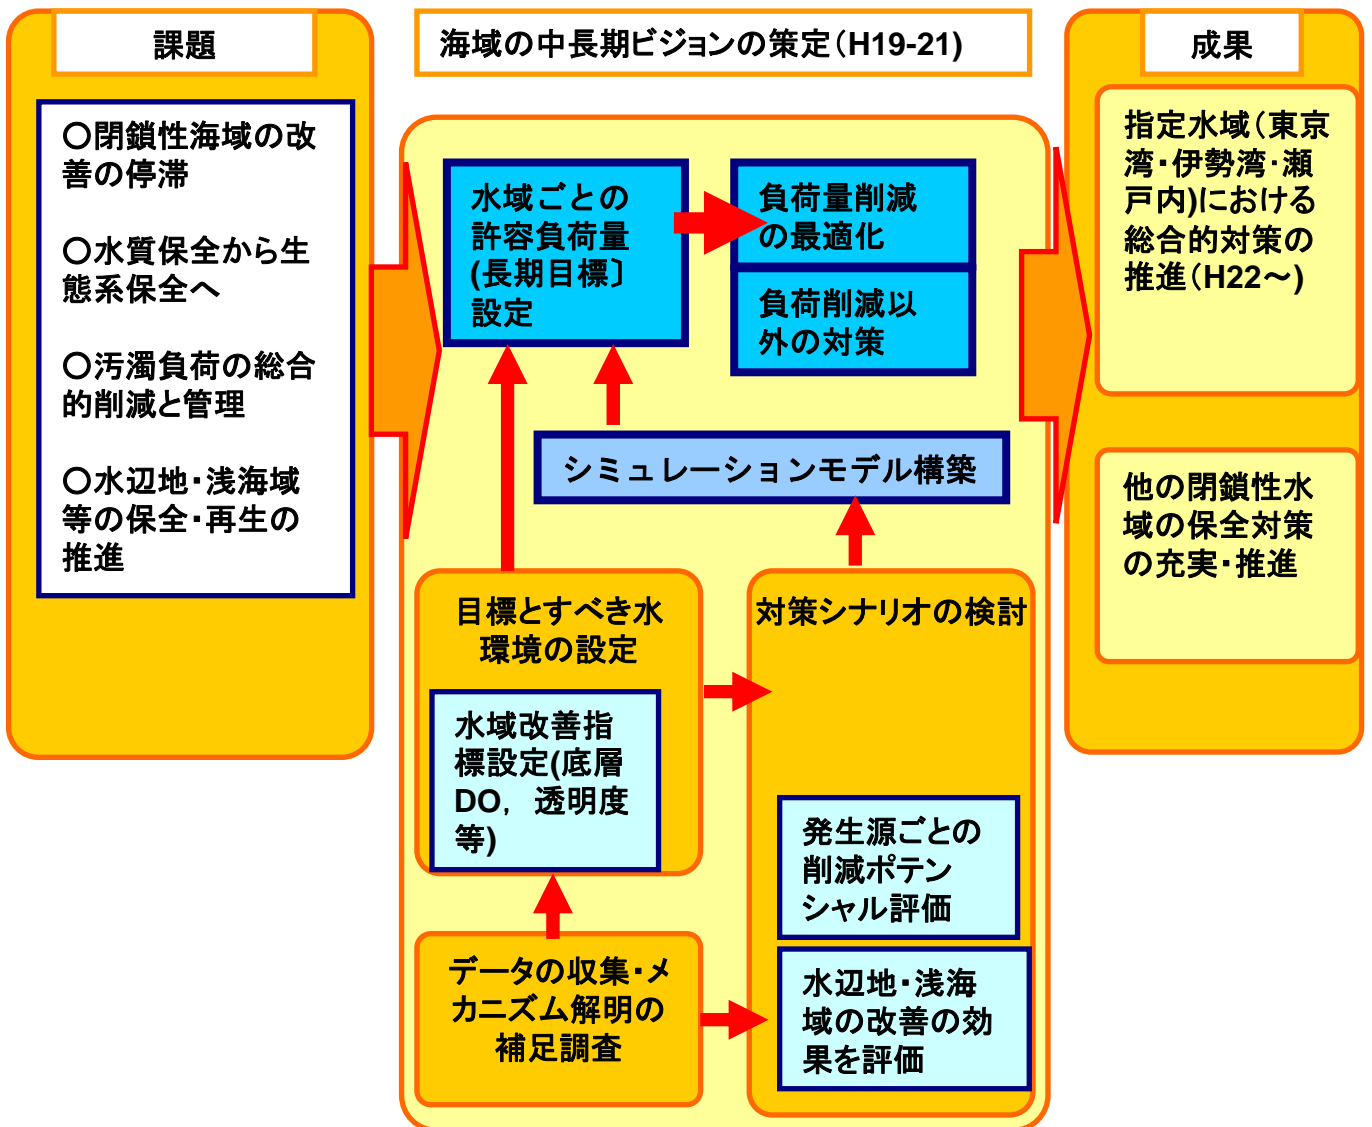 課題
○閉鎖性海域の改
善の停滞
○水質保全から生
態系保全へ
○汚濁負荷の総合
的削減と管理
○水辺地・浅海域
等の保全・再生の
推進
海域の中長期ビジョンの策定（H19-21)
水域ごとの
許容負荷量
(長期目標〕
設定
負荷量削減
の最適化
負荷削減以
外の対策
シミュレーションモデル構築
目標とすべき水
環境の設定
水域改善指
標設定(底層
DO， 透明度
等)
対策シナリオの検討
発生源ごとの
削減ポテン
シャル評価
水辺地・浅海
域の改善の効
果を評価
データの収集・メ
カニズム解明の
補足調査
成果
指定水域（東京
湾・伊勢湾・瀬
戸内)における
総合的対策の
推進（H22～)
他の閉鎖性水
域の保全対策
の充実・推進